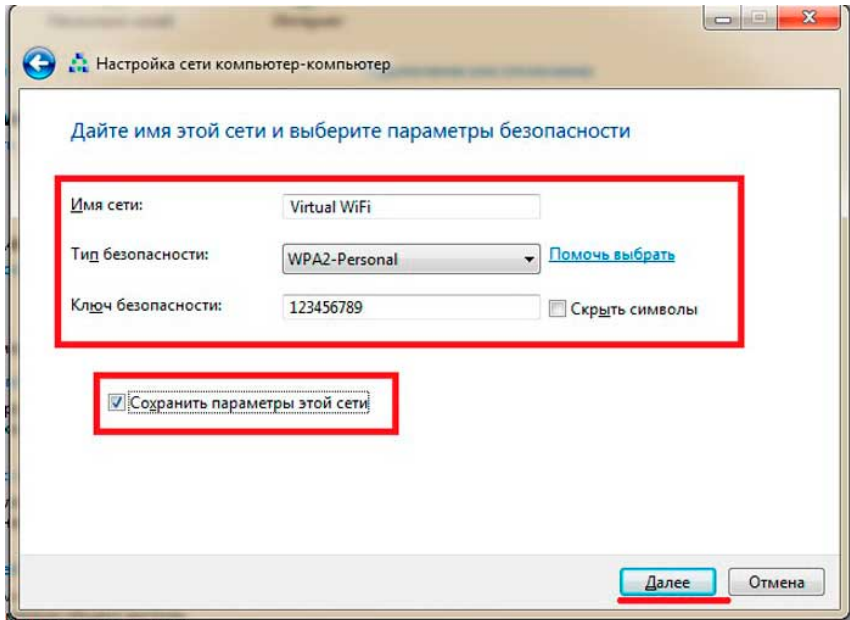 Настройка сети компьютер-компьютер
Дайте имя этой сети и выберите параметры безопасности
Имя сети: Virtual WiFi
Тип безопасности: WPA2-Personal Помочь выбрать
Ключ безопасности: 123456789 Скрыть символы
Сохранить параметры этой сети
Далее Отмена